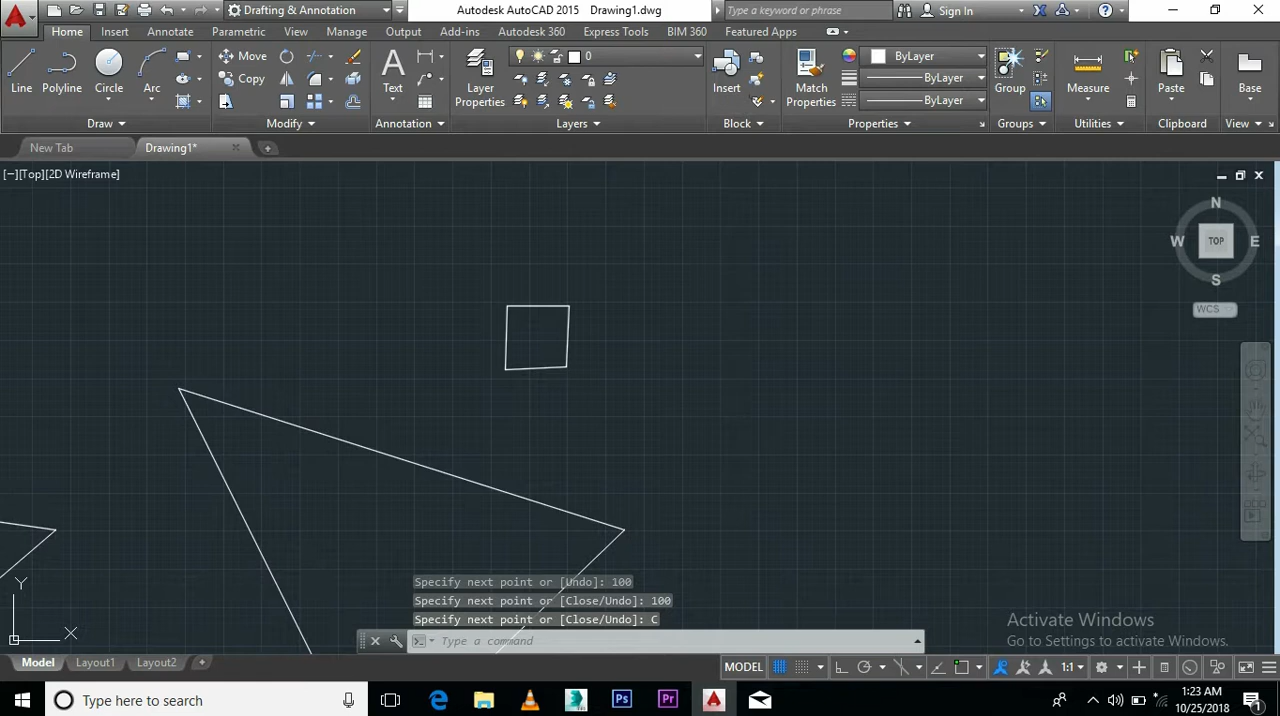 Drafting & Annotation
Autodesk AutoCAD 2015 Drawing1.dwg
Type a keyword or phrase
Sign In
Home Insert Annotate Parametric View Manage Output Add-ins Autodesk 360 Express Tools BIM 360 Featured Apps
Line Polyline Circle Arc
Move
Copy
Text
Layer Properties
0
Insert
Match Properties
ByLayer
ByLayer
ByLayer
Group
Measure
Paste
Base
Draw Modify Annotation Layers Block Properties Groups Utilities Clipboard View
New Tab Drawing1*
[−][Top][2D Wireframe]
N
W TOP E
S
WCS
Specify next point or [Undo]: 100
Specify next point or [Close/Undo]: 100
Specify next point or [Close/Undo]: C
Type a command
Y
X
Activate Windows
Go to Settings to activate Windows.
Model Layout1 Layout2
MODEL 1:1
Type here to search
Ps Pr
1:23 AM
10/25/2018
1